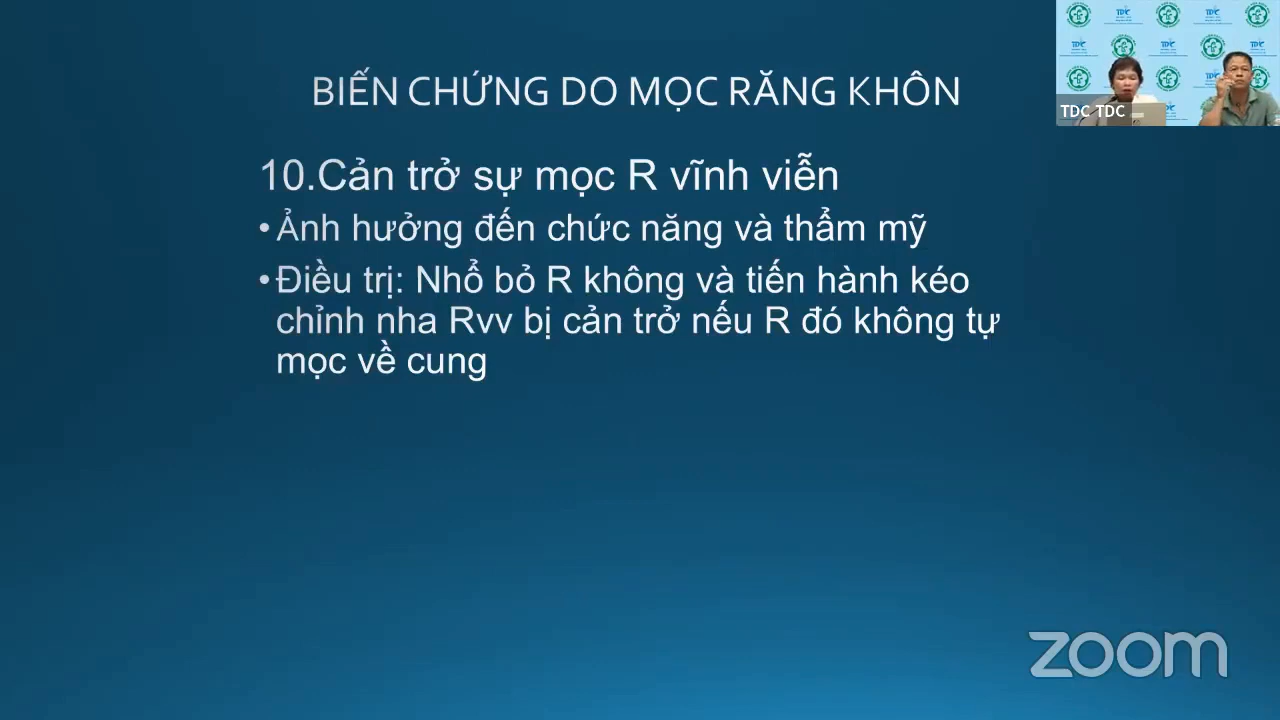 BIẾN CHỨNG DO MỌC RĂNG KHÔN
10.Cản trở sự mọc R vĩnh viễn
•Ảnh hưởng đến chức năng và thẩm mỹ
•Điều trị: Nhổ bỏ R không và tiến hành kéo
chỉnh nha Rvv bị cản trở nếu R đó không tự
mọc về cung
TDC TDC
zoom